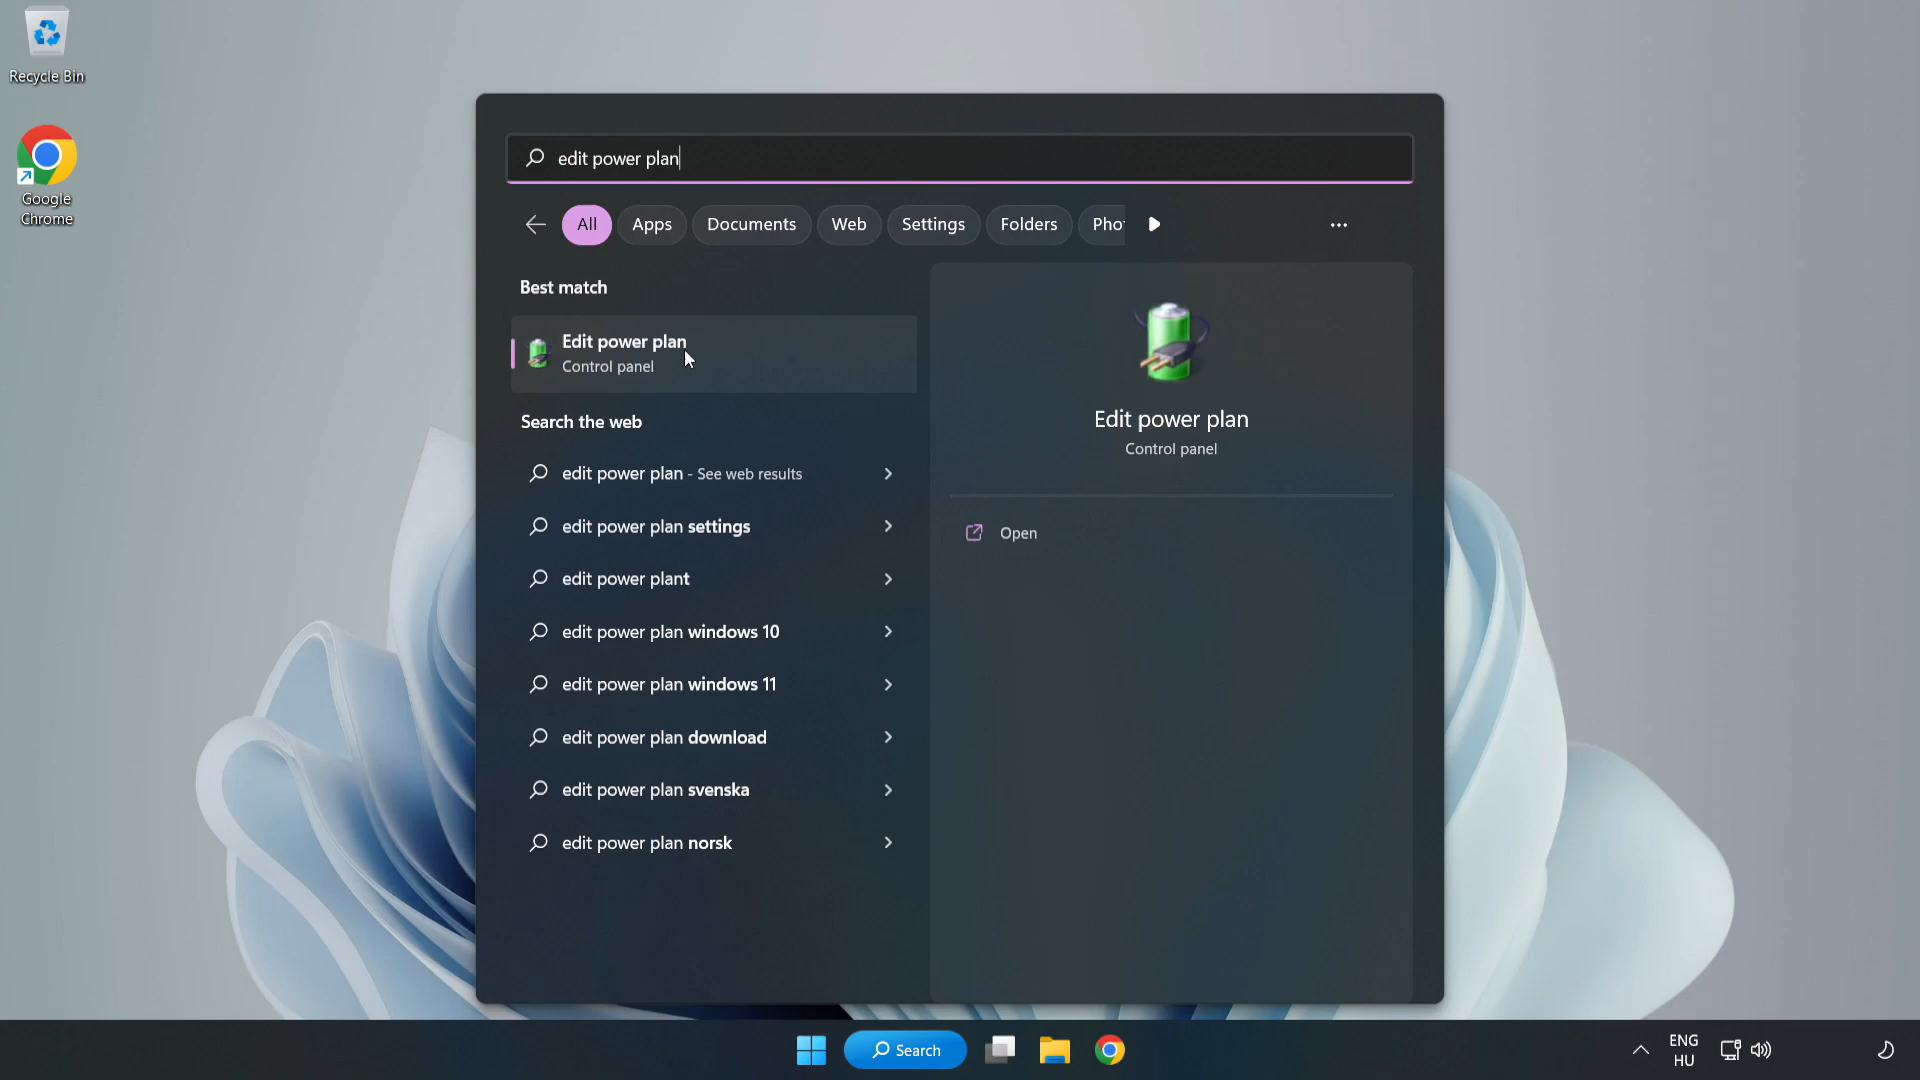 Recycle Bin
Google
Chrome
edit power plan
All Apps Documents Web Settings Folders Pho
Best match
Edit power plan
Control panel
Search the web
edit power plan - See web results
edit power plan settings
edit power plant
edit power plan windows 10
edit power plan windows 11
edit power plan download
edit power plan svenska
edit power plan norsk
Edit power plan
Control panel
Open
Search
ENG
HU